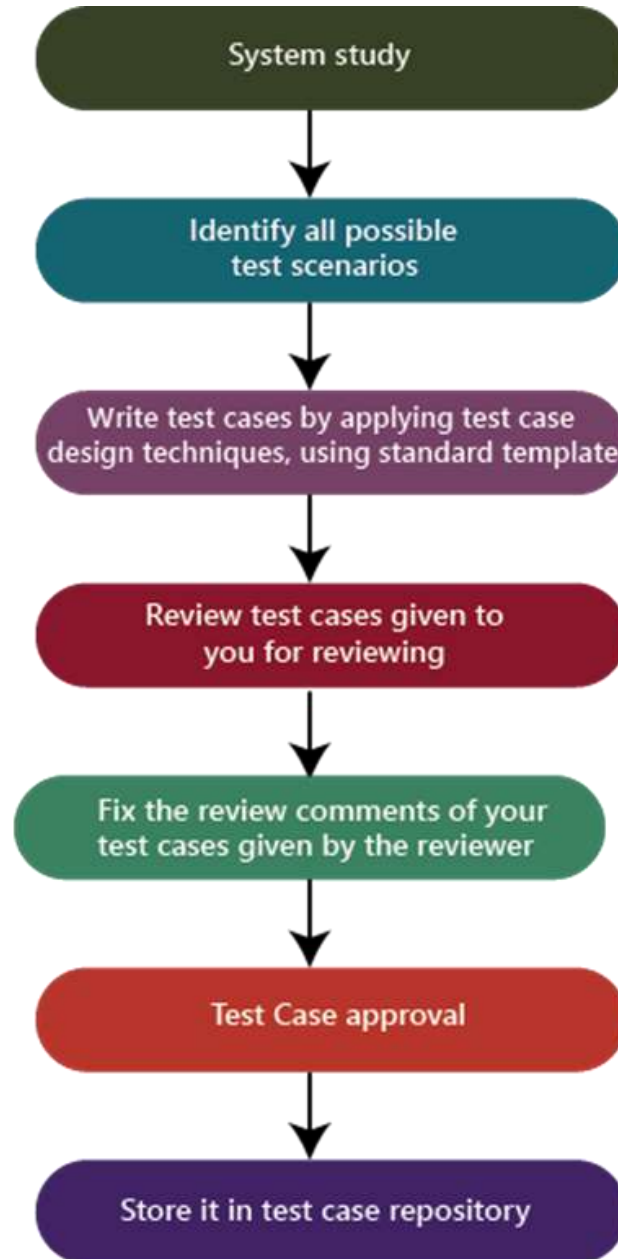 System study
Identify all possible
test scenarios
Write test cases by applying test case
design techniques, using standard template
Review test cases given to
you for reviewing
Fix the review comments of your
test cases given by the reviewer
Test Case approval
Store it in test case repository